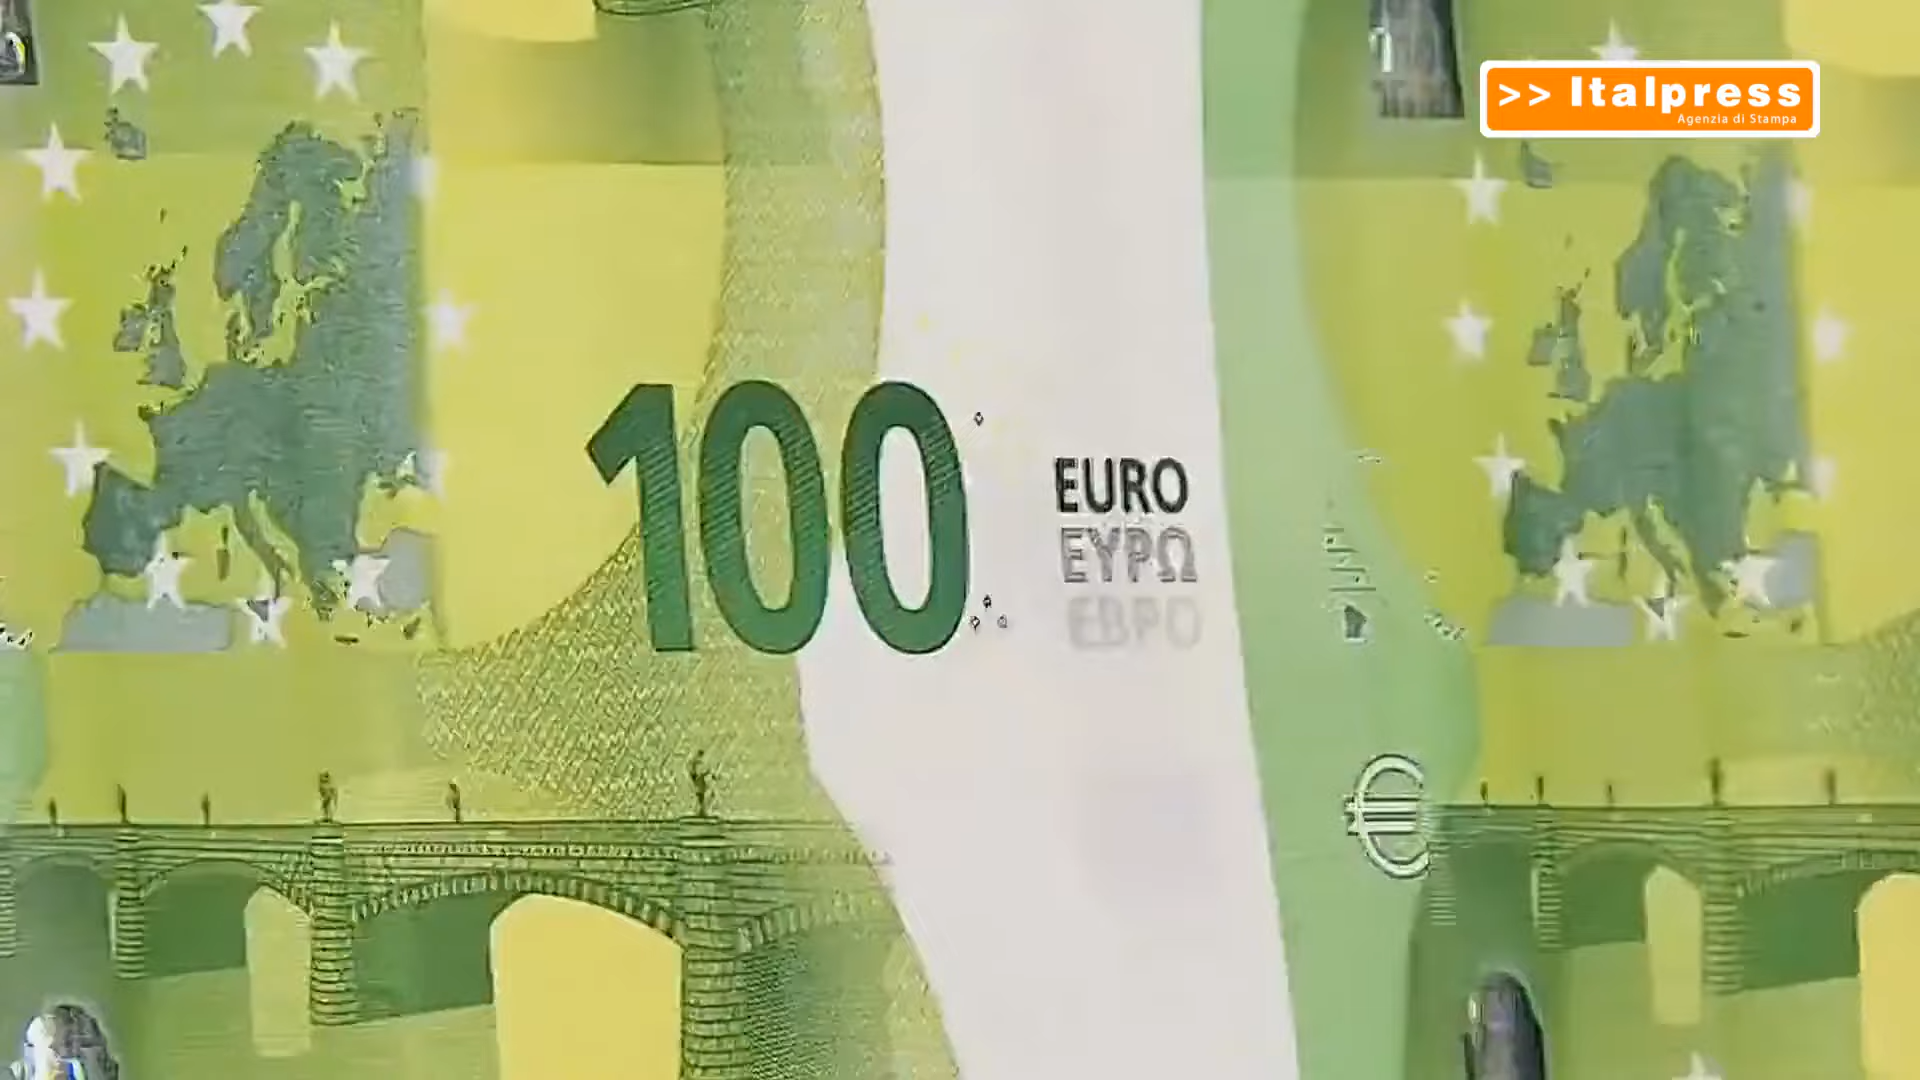 >> Italpress
Agenzia di Stampa
100
EURO
ΕΥΡΩ
ЕВРО
€